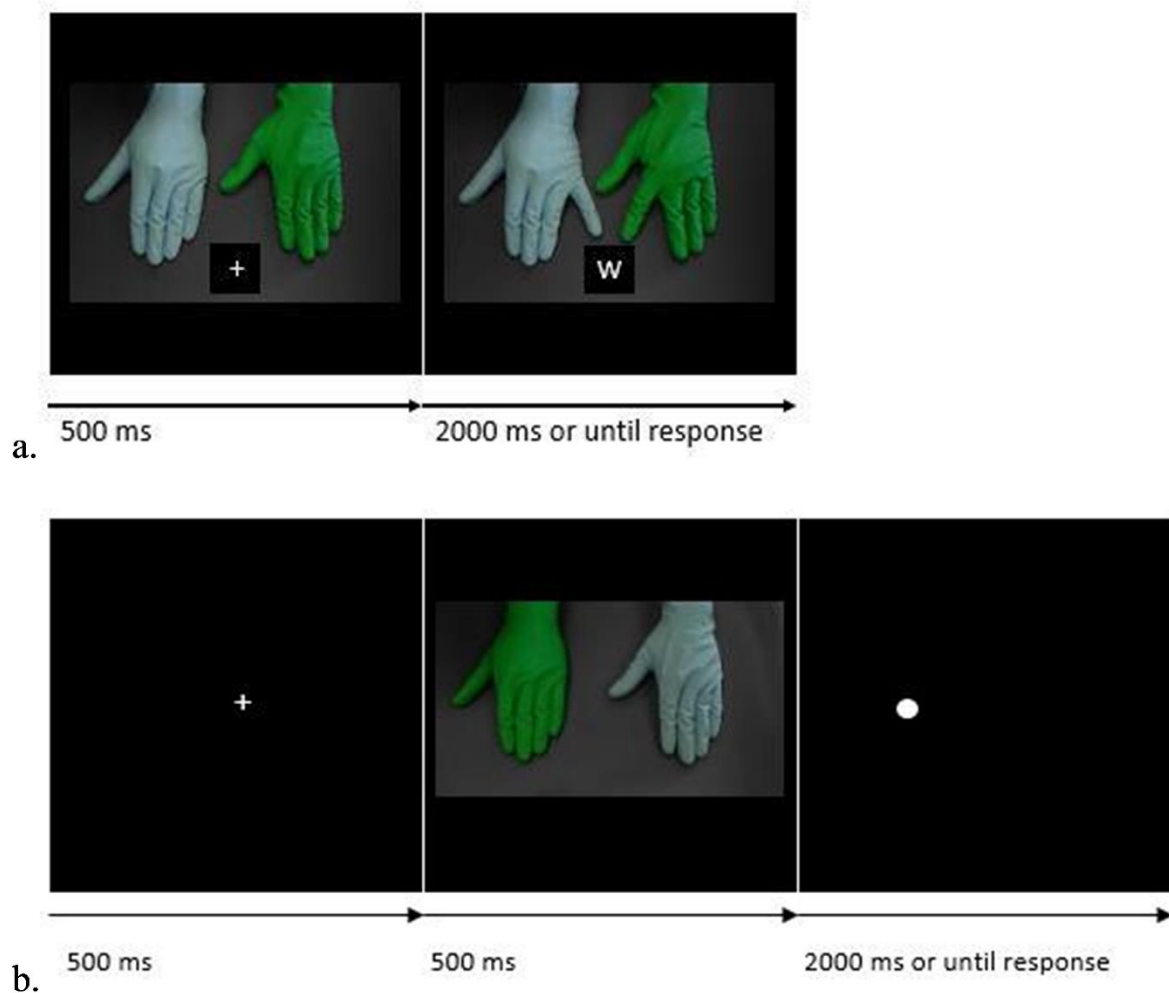 +
W
500 ms
2000 ms or until response
a.
+
500 ms
500 ms
2000 ms or until response
b.